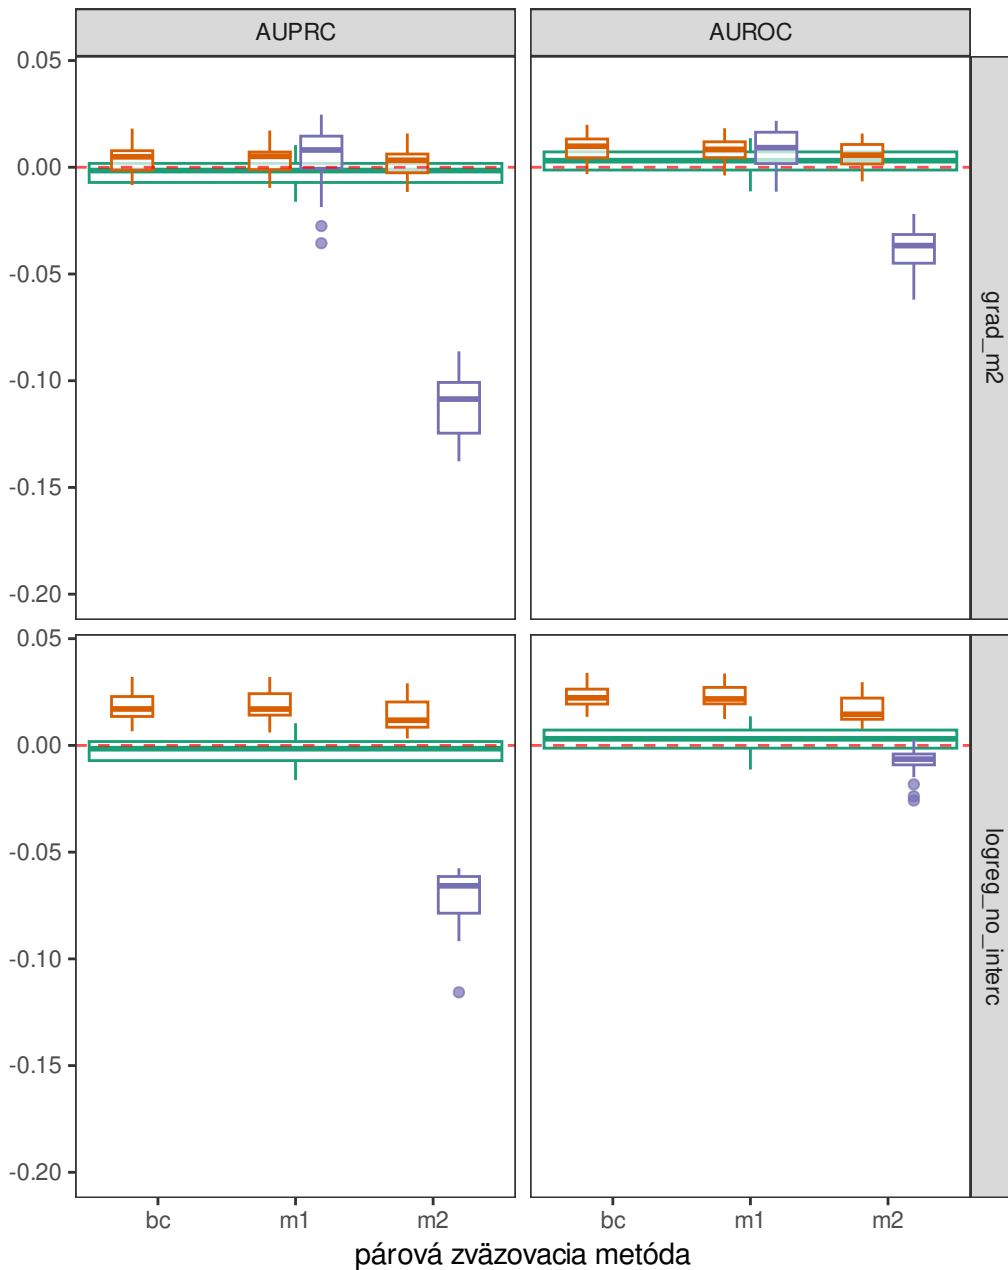 AUPRC AUROC
0.05
0.00
-0.05
-0.10
-0.15
-0.20
grad_m2
0.05
0.00
-0.05
-0.10
-0.15
-0.20
logreg_no_interc
bc m1 m2 bc m1 m2
párová zväzovacia metóda